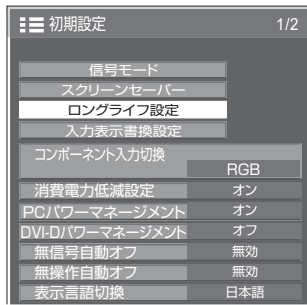 初期設定 1/2
信号モード
スクリーンセーバー
ロングライフ設定
入力表示書換設定
コンポーネント入力切換
RGB
消費電力低減設定 オン
PCパワーマネージメント オン
DVI-Dパワーマネージメント オフ
無信号自動オフ 無効
無操作自動オフ 無効
表示言語切換 日本語